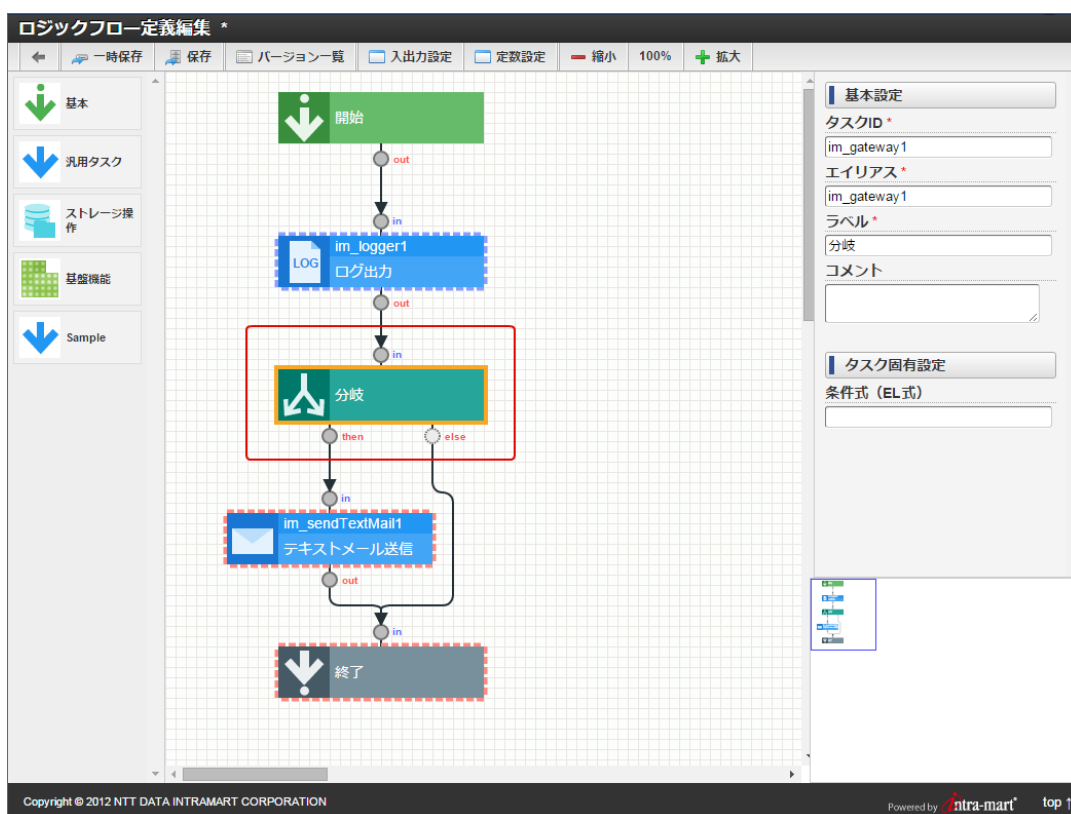 ロジックフロー定義編集 *
一時保存 保存 バージョン一覧 入出力設定 定数設定 縮小 100% 拡大
基本
汎用タスク
ストレージ操
作
基盤機能
Sample
開始
out
in
im_logger1
LOG
ログ出力
out
in
分岐
then else
in
im_sendTextMail1
テキストメール送信
out
in
終了
基本設定
タスクID *
im_gateway1
エイリアス *
im_gateway1
ラベル *
分岐
コメント
タスク固有設定
条件式（EL式）
Copyright © 2012 NTT DATA INTRAMART CORPORATION
Powered by intra-mart
top ↑